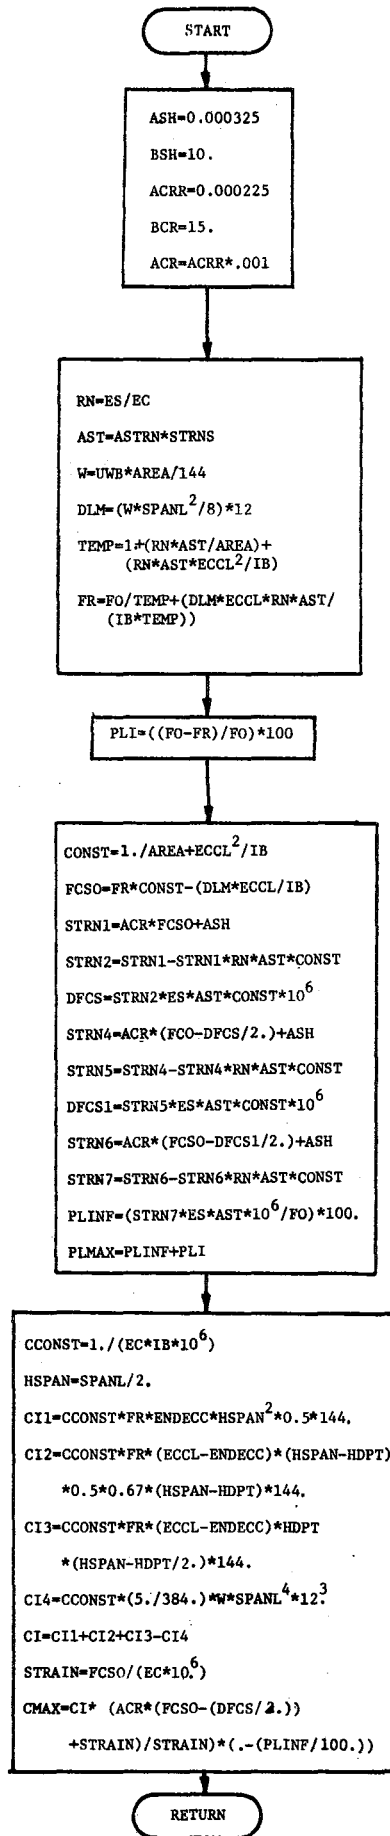 START
ASH=0.000325
BSH=10.
ACRR=0.000225
BCR=15.
ACR=ACRR*.001
RN=ES/EC
AST=ASTRN*STRNS
W=UWB*AREA/144
DLM=(W*SPANL²/8)*12
TEMP=1.+(RN*AST/AREA)+
(RN*AST*ECCL²/IB)
FR=FO/TEMP+(DLM*ECCL*RN*AST/
(IB*TEMP))
PLI=((FO-FR)/FO)*100
CONST=1./AREA+ECCL²/IB
FCSO=FR*CONST-(DLM*ECCL/IB)
STRN1=ACR*FCSO+ASH
STRN2=STRN1-STRN1*RN*AST*CONST
DFCS=STRN2*ES*AST*CONST*10⁶
STRN4=ACR*(FCO-DFCS/2.)+ASH
STRN5=STRN4-STRN4*RN*AST*CONST
DFCS1=STRN5*ES*AST*CONST*10⁶
STRN6=ACR*(FCSO-DFCS1/2.)+ASH
STRN7=STRN6-STRN6*RN*AST*CONST
PLINF=(STRN7*ES*AST*10⁶/FO)*100.
PLMAX=PLINF+PLI
CCONST=1./(EC*IB*10⁶)
HSPAN=SPANL/2.
CI1=CCONST*FR*ENDECC*HSPAN²*0.5*144.
CI2=CCONST*FR*(ECCL-ENDECC)*(HSPAN-HDPT)
*0.5*0.67*(HSPAN-HDPT)*144.
CI3=CCONST*FR*(ECCL-ENDECC)*HDPT
*(HSPAN-HDPT/2.)*144.
CI4=CCONST*(5./384.)*W*SPANL⁴*12.³
CI=CI1+CI2+CI3-CI4
STRAIN=FCSO/(EC*10⁶)
CMAX=CI* (ACR*(FCSO-(DFCS/2.))
+STRAIN)/STRAIN)*(.-(PLINF/100.))
RETURN